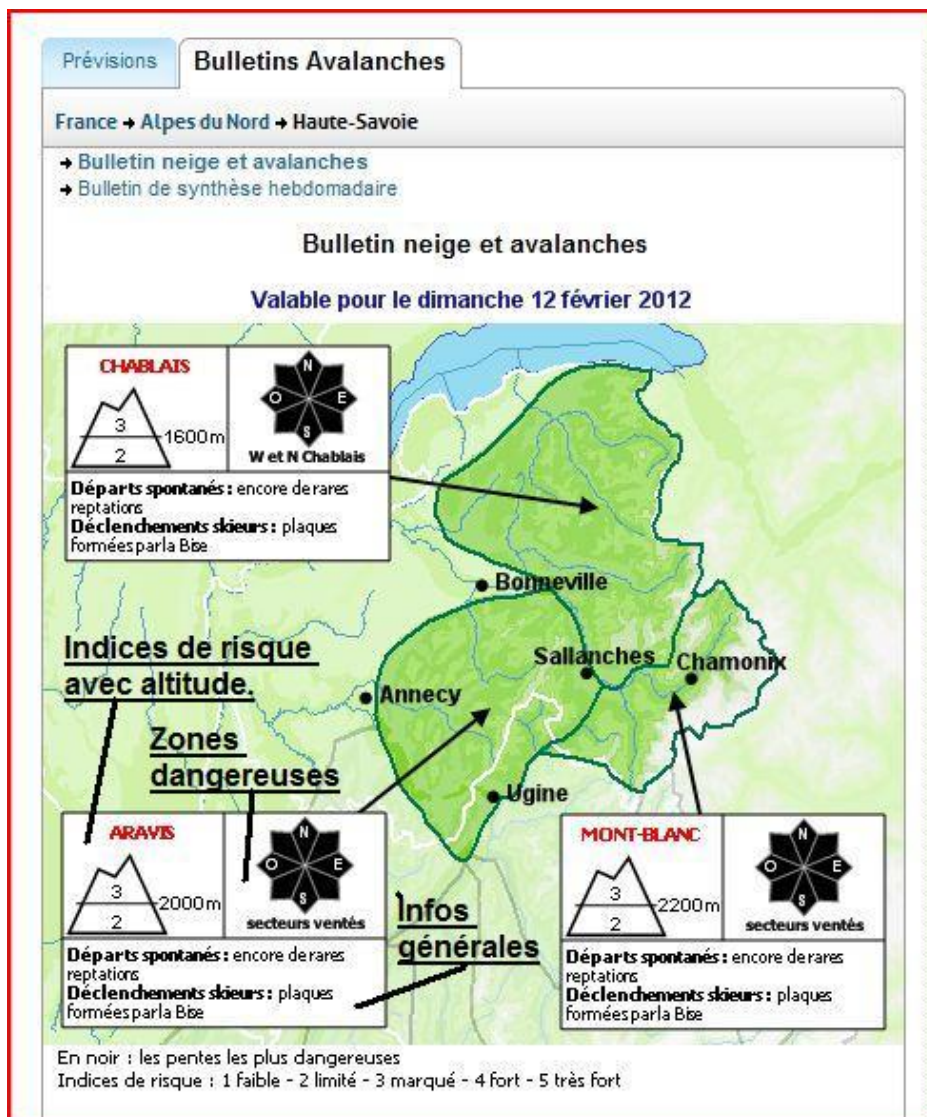 Prévisions
Bulletins Avalanches
France → Alpes du Nord → Haute-Savoie
→ Bulletin neige et avalanches
→ Bulletin de synthèse hebdomadaire
Bulletin neige et avalanches
Valable pour le dimanche 12 février 2012
CHABLAIS
3
2
1600m
N
O
E
S
W et N Chablais
Départs spontanés : encore de rares
reptations
Déclenchements skieurs : plaques
formées par la Bise
Bonneville
Sallanches
Chamonix
Annecy
Ugine
Indices de risque
avec altitude.
Zones
dangereuses
ARAVIS
3
2
2000m
N
O
E
S
secteurs ventés
Départs spontanés : encore de rares
reptations
Déclenchements skieurs : plaques
formées par la Bise
Infos
générales
MONT-BLANC
3
2
2200m
N
O
E
S
secteurs ventés
Départs spontanés : encore de rares
reptations
Déclenchements skieurs : plaques
formées par la Bise
En noir : les pentes les plus dangereuses
Indices de risque : 1 faible - 2 limité - 3 marqué - 4 fort - 5 très fort